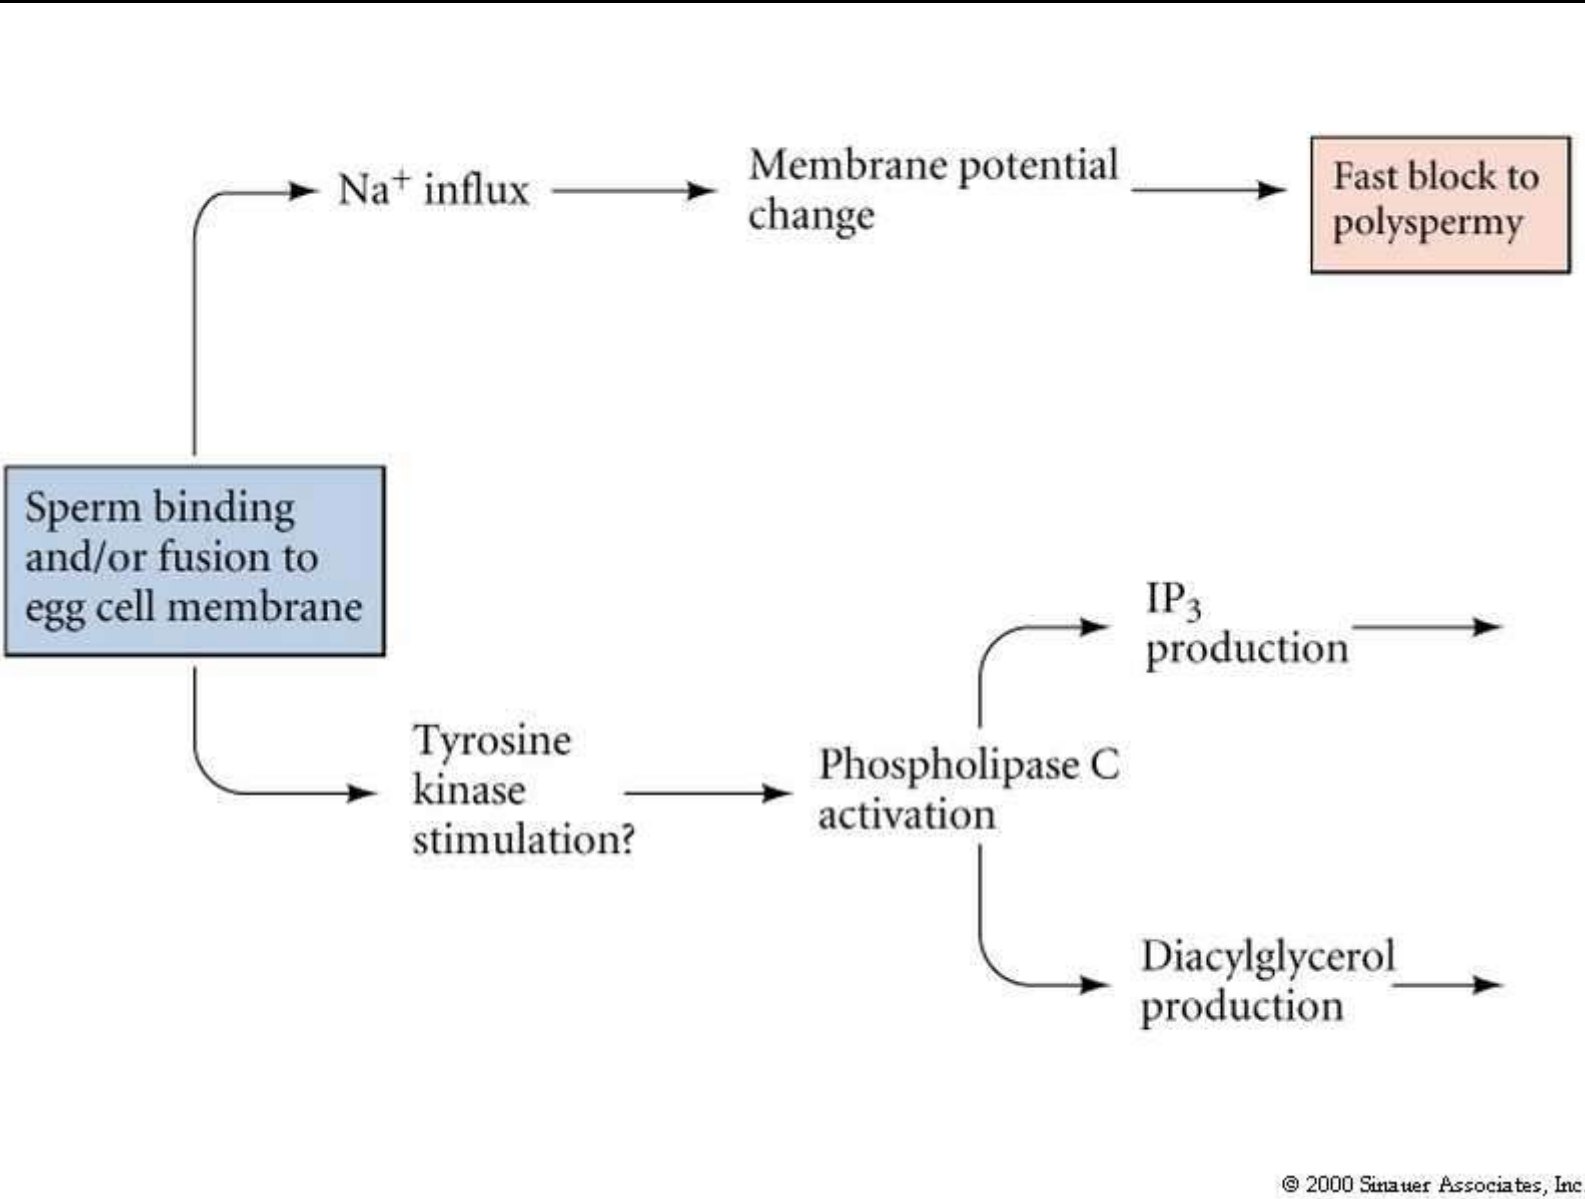 Na⁺ influx
Membrane potential
change
Fast block to
polyspermy
Sperm binding
and/or fusion to
egg cell membrane
Tyrosine
kinase
stimulation?
Phospholipase C
activation
IP₃
production
Diacylglycerol
production
© 2000 Sinauer Associates, Inc